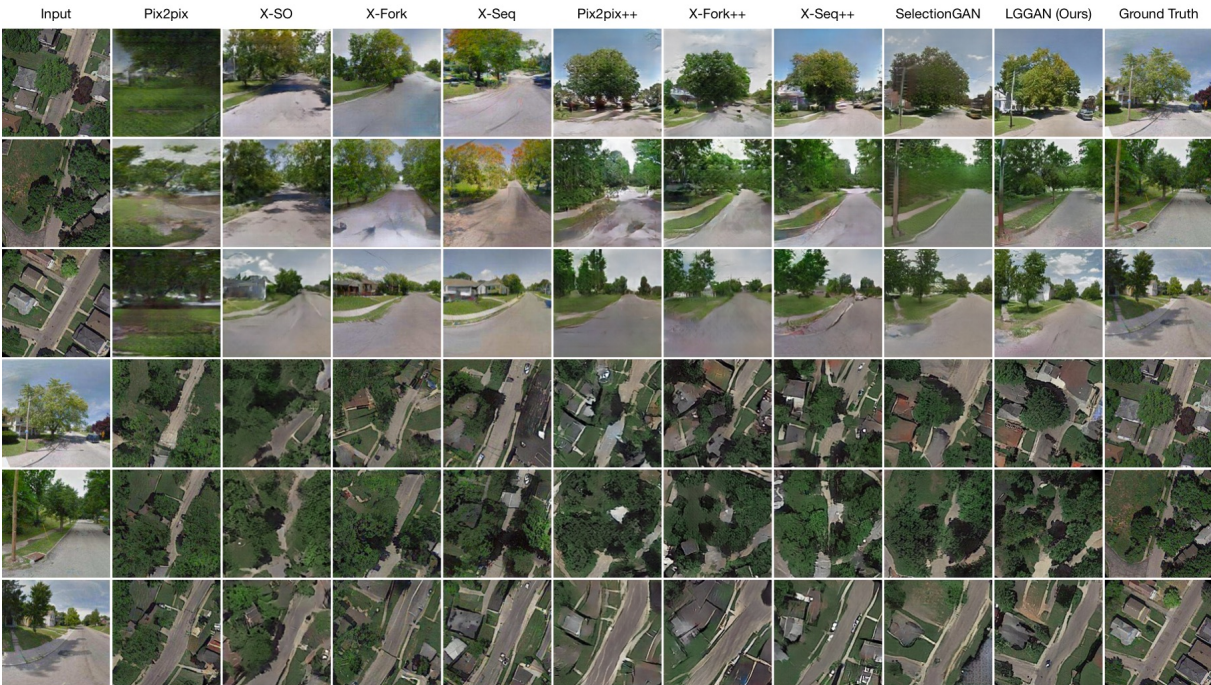 Input Pix2pix X-SO X-Fork X-Seq Pix2pix++ X-Fork++ X-Seq++ SelectionGAN LGGAN (Ours) Ground Truth